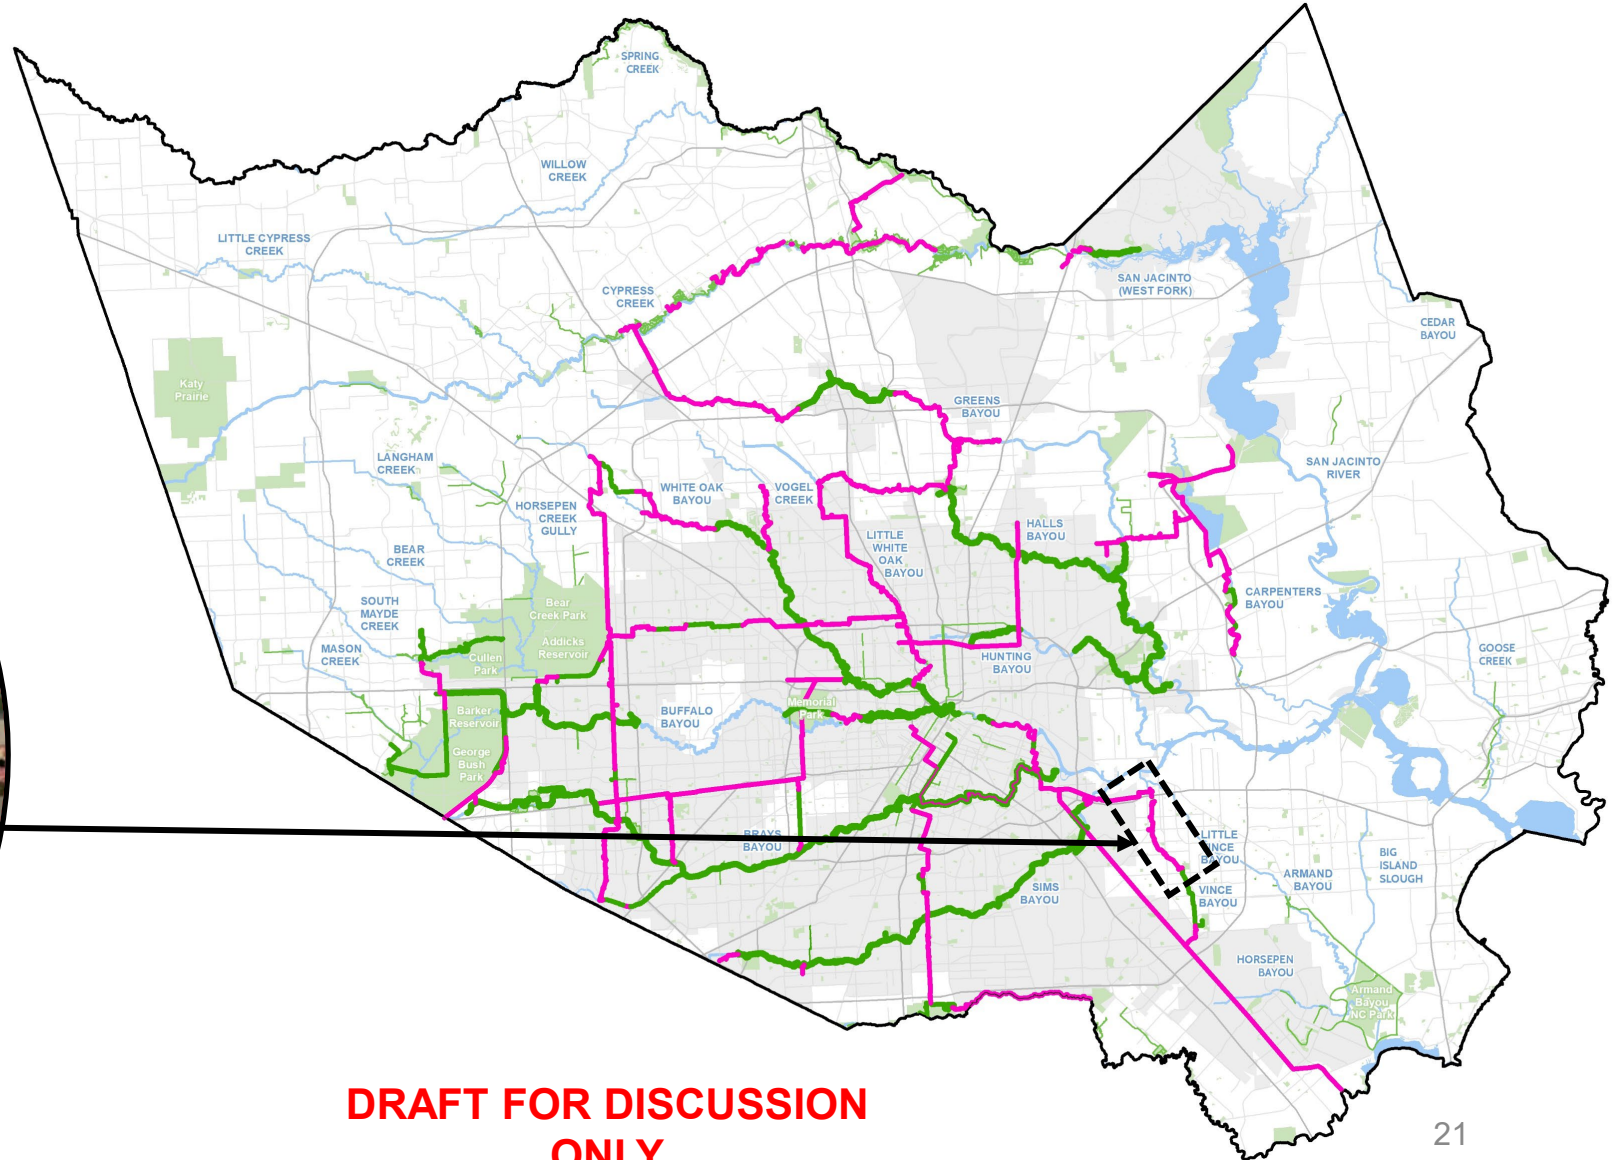 SPRING
CREEK
WILLOW
CREEK
LITTLE CYPRESS
CREEK
CYPRESS
CREEK
SAN JACINTO
(WEST FORK)
CEDAR
BAYOU
Katy
Prairie
GREENS
BAYOU
LANGHAM
CREEK
WHITE OAK
BAYOU
VOGEL
CREEK
SAN JACINTO
RIVER
HORSEPEN
CREEK
GULLY
HALLS
BAYOU
LITTLE
WHITE
OAK
BAYOU
BEAR
CREEK
SOUTH
MAYDE
CREEK
Bear
Creek Park
Addicks
Reservoir
CARPENTERS
BAYOU
MASON
CREEK
Cullen
Park
HUNTING
BAYOU
GOOSE
CREEK
Barker
Reservoir
George
Bush
Park
BUFFALO
BAYOU
Memorial
Park
BRAYS
BAYOU
LITTLE
VINCE
BAYOU
SIMS
BAYOU
VINCE
BAYOU
ARMAND
BAYOU
BIG
ISLAND
SLOUGH
HORSEPEN
BAYOU
Armand
Bayou
NC Park
DRAFT FOR DISCUSSION
ONLY
21